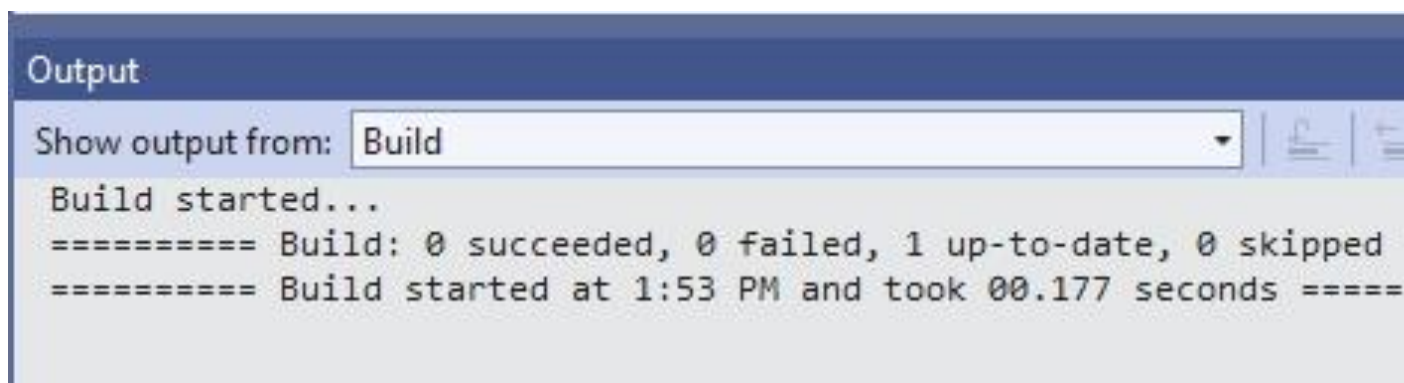 Output
Show output from: Build
Build started...
========== Build: 0 succeeded, 0 failed, 1 up-to-date, 0 skipped
========== Build started at 1:53 PM and took 00.177 seconds =====